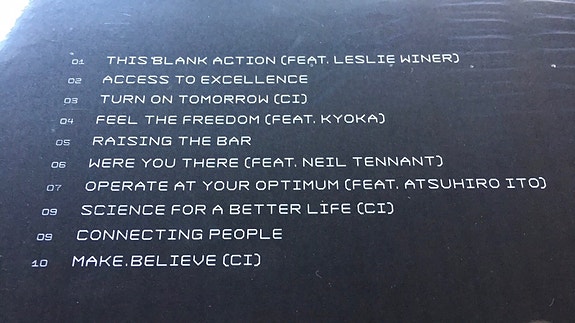 01 THIS BLANK ACTION (FEAT. LESLIE WINER)
02 ACCESS TO EXCELLENCE
03 TURN ON TOMORROW (CI)
04 FEEL THE FREEDOM (FEAT. KYOKA)
05 RAISING THE BAR
06 WERE YOU THERE (FEAT. NEIL TENNANT)
07 OPERATE AT YOUR OPTIMUM (FEAT. ATSUHIRO ITO)
09 SCIENCE FOR A BETTER LIFE (CI)
09 CONNECTING PEOPLE
10 MAKE.BELIEVE (CI)